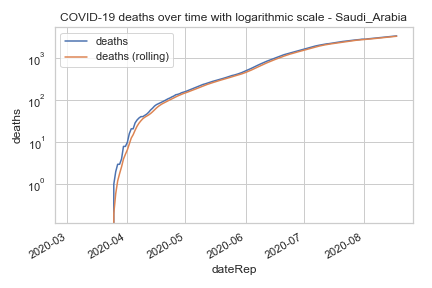 COVID-19 deaths over time with logarithmic scale - Saudi_Arabia
deaths
deaths (rolling)
10³
10²
10¹
10⁰
deaths
2020-03
2020-04
2020-05
2020-06
2020-07
2020-08
dateRep